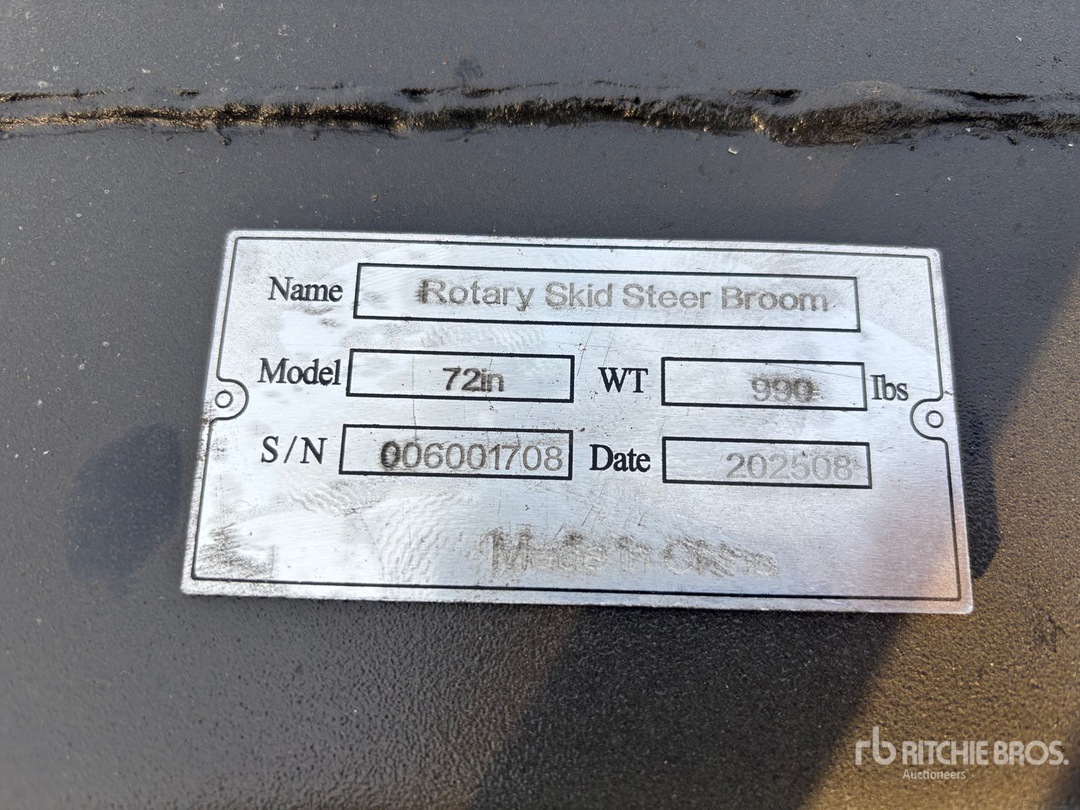 Name Rotary Skid Steer Broom
Model 72in WT 990 lbs
S/N 006001708 Date 202508
Made In China
rb RITCHIE BROS.
Auctioneers